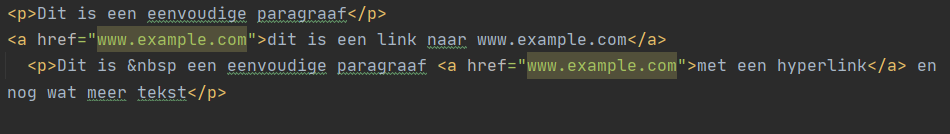 <p>Dit is een eenvoudige paragraaf</p>
<a href="www.example.com">dit is een link naar www.example.com</a>
<p>Dit is &nbsp een eenvoudige paragraaf <a href="www.example.com">met een hyperlink</a> en
nog wat meer tekst</p>